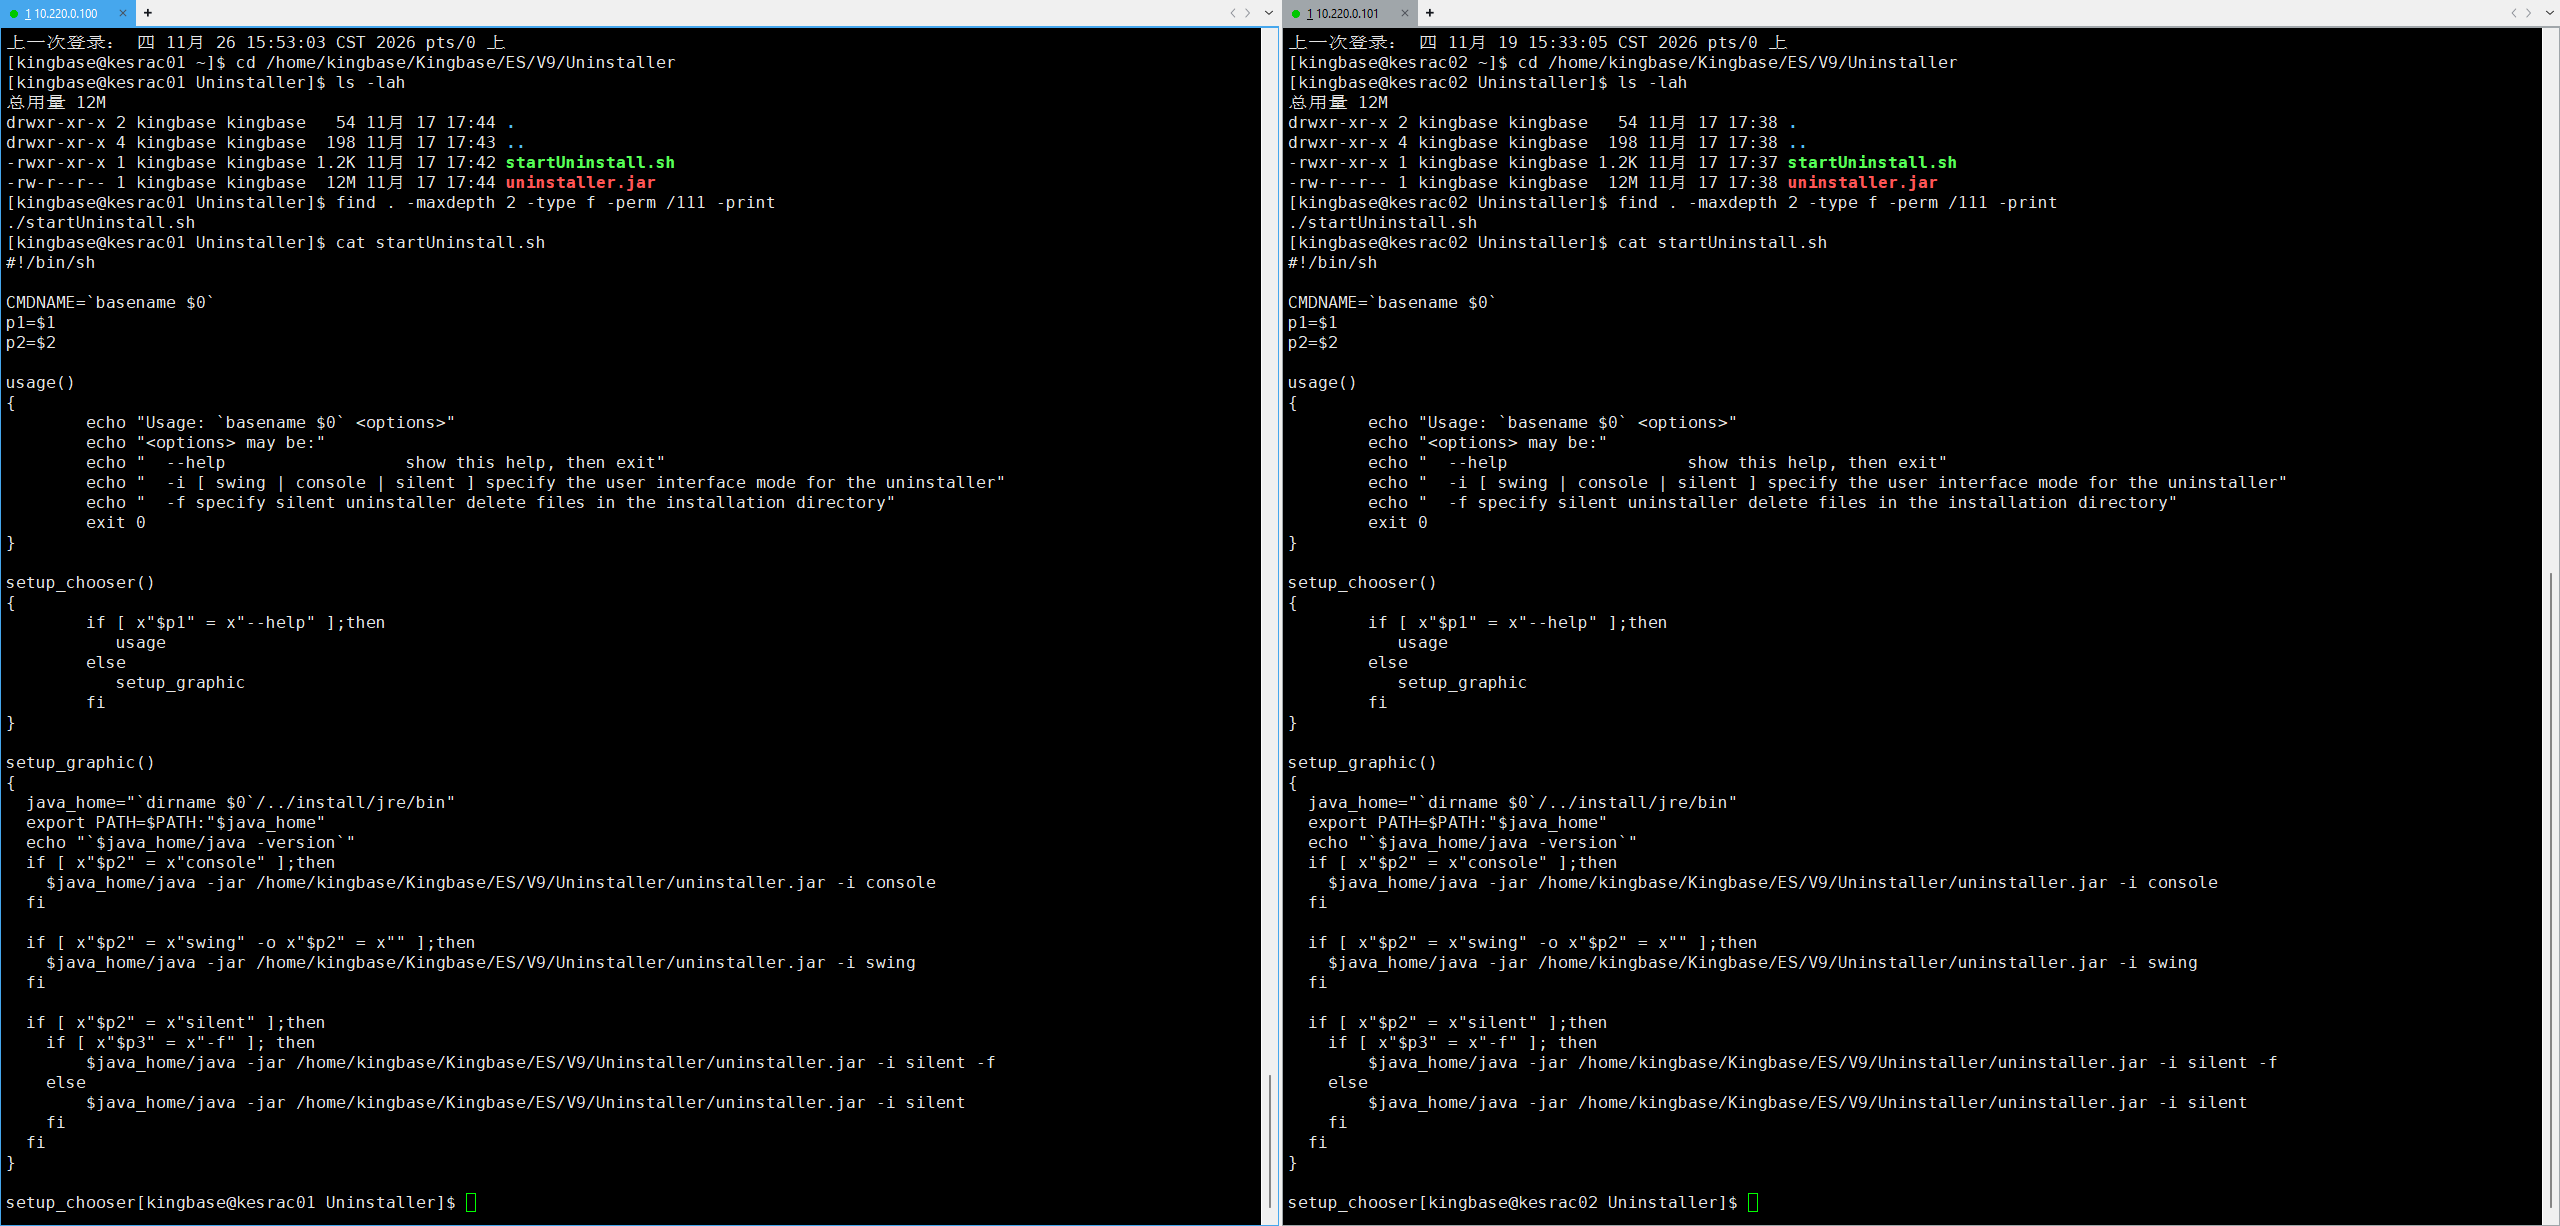 1 10.220.0.100
上一次登录： 四 11月 26 15:53:03 CST 2026 pts/0 上
[kingbase@kesrac01 ~]$ cd /home/kingbase/Kingbase/ES/V9/Uninstaller
[kingbase@kesrac01 Uninstaller]$ ls -lah
总用量 12M
drwxr-xr-x 2 kingbase kingbase   54 11月 17 17:44 .
drwxr-xr-x 4 kingbase kingbase  198 11月 17 17:43 ..
-rwxr-xr-x 1 kingbase kingbase 1.2K 11月 17 17:42 startUninstall.sh
-rw-r--r-- 1 kingbase kingbase  12M 11月 17 17:44 uninstaller.jar
[kingbase@kesrac01 Uninstaller]$ find . -maxdepth 2 -type f -perm /111 -print
./startUninstall.sh
[kingbase@kesrac01 Uninstaller]$ cat startUninstall.sh
#!/bin/sh

CMDNAME=`basename $0`
p1=$1
p2=$2

usage()
{
        echo "Usage: `basename $0` <options>"
        echo "<options> may be:"
        echo "  --help                  show this help, then exit"
        echo "  -i [ swing | console | silent ] specify the user interface mode for the uninstaller"
        echo "  -f specify silent uninstaller delete files in the installation directory"
        exit 0
}

setup_chooser()
{
        if [ x"$p1" = x"--help" ];then
           usage
        else
           setup_graphic
        fi
}

setup_graphic()
{
  java_home="`dirname $0`/../install/jre/bin"
  export PATH=$PATH:"$java_home"
  echo "`$java_home/java -version`"
  if [ x"$p2" = x"console" ];then
    $java_home/java -jar /home/kingbase/Kingbase/ES/V9/Uninstaller/uninstaller.jar -i console
  fi

  if [ x"$p2" = x"swing" -o x"$p2" = x"" ];then
    $java_home/java -jar /home/kingbase/Kingbase/ES/V9/Uninstaller/uninstaller.jar -i swing
  fi

  if [ x"$p2" = x"silent" ];then
    if [ x"$p3" = x"-f" ]; then
        $java_home/java -jar /home/kingbase/Kingbase/ES/V9/Uninstaller/uninstaller.jar -i silent -f
    else
        $java_home/java -jar /home/kingbase/Kingbase/ES/V9/Uninstaller/uninstaller.jar -i silent
    fi
  fi
}

setup_chooser[kingbase@kesrac01 Uninstaller]$
1 10.220.0.101
上一次登录： 四 11月 19 15:33:05 CST 2026 pts/0 上
[kingbase@kesrac02 ~]$ cd /home/kingbase/Kingbase/ES/V9/Uninstaller
[kingbase@kesrac02 Uninstaller]$ ls -lah
总用量 12M
drwxr-xr-x 2 kingbase kingbase   54 11月 17 17:38 .
drwxr-xr-x 4 kingbase kingbase  198 11月 17 17:38 ..
-rwxr-xr-x 1 kingbase kingbase 1.2K 11月 17 17:37 startUninstall.sh
-rw-r--r-- 1 kingbase kingbase  12M 11月 17 17:38 uninstaller.jar
[kingbase@kesrac02 Uninstaller]$ find . -maxdepth 2 -type f -perm /111 -print
./startUninstall.sh
[kingbase@kesrac02 Uninstaller]$ cat startUninstall.sh
#!/bin/sh

CMDNAME=`basename $0`
p1=$1
p2=$2

usage()
{
        echo "Usage: `basename $0` <options>"
        echo "<options> may be:"
        echo "  --help                  show this help, then exit"
        echo "  -i [ swing | console | silent ] specify the user interface mode for the uninstaller"
        echo "  -f specify silent uninstaller delete files in the installation directory"
        exit 0
}

setup_chooser()
{
        if [ x"$p1" = x"--help" ];then
           usage
        else
           setup_graphic
        fi
}

setup_graphic()
{
  java_home="`dirname $0`/../install/jre/bin"
  export PATH=$PATH:"$java_home"
  echo "`$java_home/java -version`"
  if [ x"$p2" = x"console" ];then
    $java_home/java -jar /home/kingbase/Kingbase/ES/V9/Uninstaller/uninstaller.jar -i console
  fi

  if [ x"$p2" = x"swing" -o x"$p2" = x"" ];then
    $java_home/java -jar /home/kingbase/Kingbase/ES/V9/Uninstaller/uninstaller.jar -i swing
  fi

  if [ x"$p2" = x"silent" ];then
    if [ x"$p3" = x"-f" ]; then
        $java_home/java -jar /home/kingbase/Kingbase/ES/V9/Uninstaller/uninstaller.jar -i silent -f
    else
        $java_home/java -jar /home/kingbase/Kingbase/ES/V9/Uninstaller/uninstaller.jar -i silent
    fi
  fi
}

setup_chooser[kingbase@kesrac02 Uninstaller]$